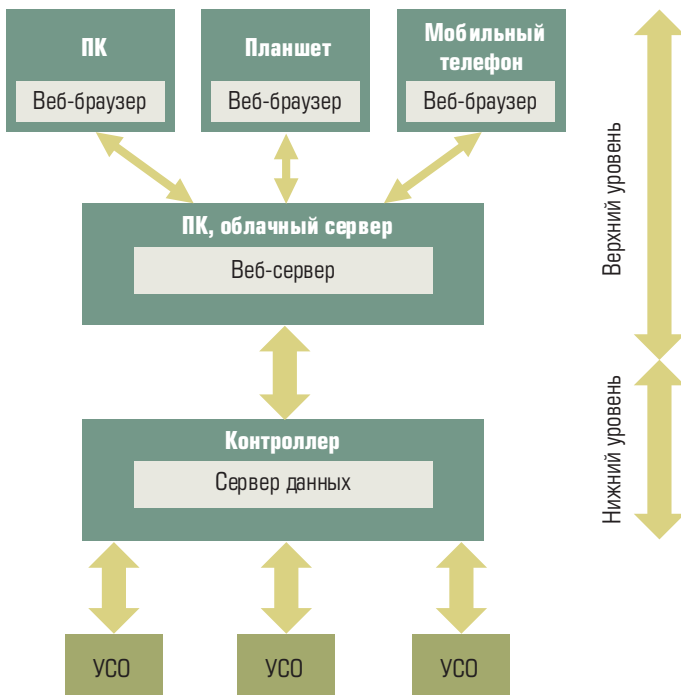 ПК
Веб-браузер
Планшет
Веб-браузер
Мобильный
телефон
Веб-браузер
ПК, облачный сервер
Веб-сервер
Контроллер
Сервер данных
УСО
УСО
УСО
Верхний уровень
Нижний уровень